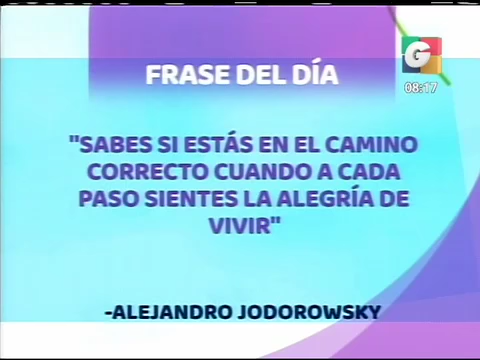 G
08:17
FRASE DEL DÍA
"SABES SI ESTÁS EN EL CAMINO
CORRECTO CUANDO A CADA
PASO SIENTES LA ALEGRÍA DE
VIVIR"
-ALEJANDRO JODOROWSKY